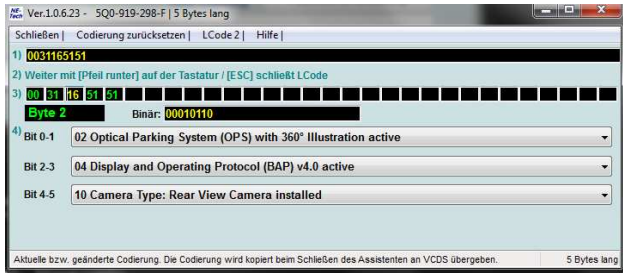 NE-Tech Ver.1.0.6.23 - 5Q0-919-298-F | 5 Bytes lang
Schließen | Codierung zurücksetzen | LCode 2 | Hilfe |
1) 0031165151
2) Weiter mit [Pfeil runter] auf der Tastatur / [ESC] schließt LCode
3) 00 31 16 51 51
Byte 2 Binär: 00010110
4) Bit 0-1 02 Optical Parking System (OPS) with 360° Illustration active
Bit 2-3 04 Display and Operating Protocol (BAP) v4.0 active
Bit 4-5 10 Camera Type: Rear View Camera installed
Aktuelle bzw. geänderte Codierung. Die Codierung wird kopiert beim Schließen des Assistenten an VCDS übergeben. 5 Bytes lang